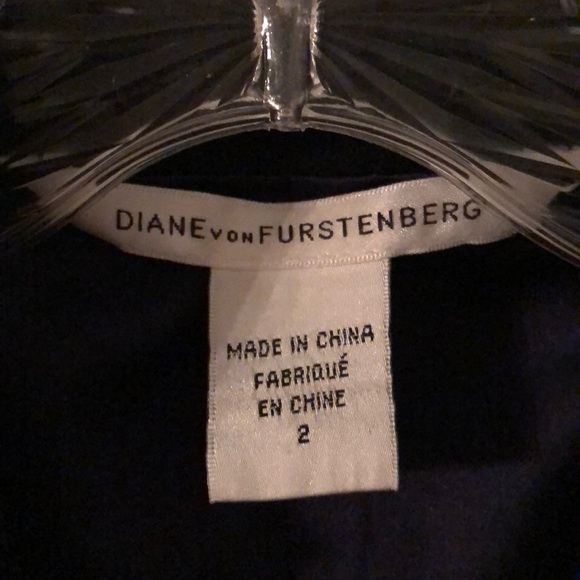 DIANE VON FURSTENBERG
MADE IN CHINA
FABRIQUÉ
EN CHINE
2